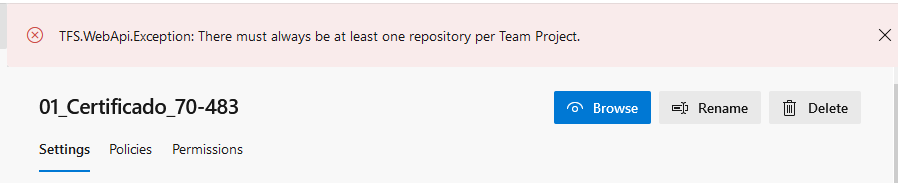 TFS.WebApi.Exception: There must always be at least one repository per Team Project.
01_Certificado_70-483
Browse
Rename
Delete
Settings
Policies
Permissions